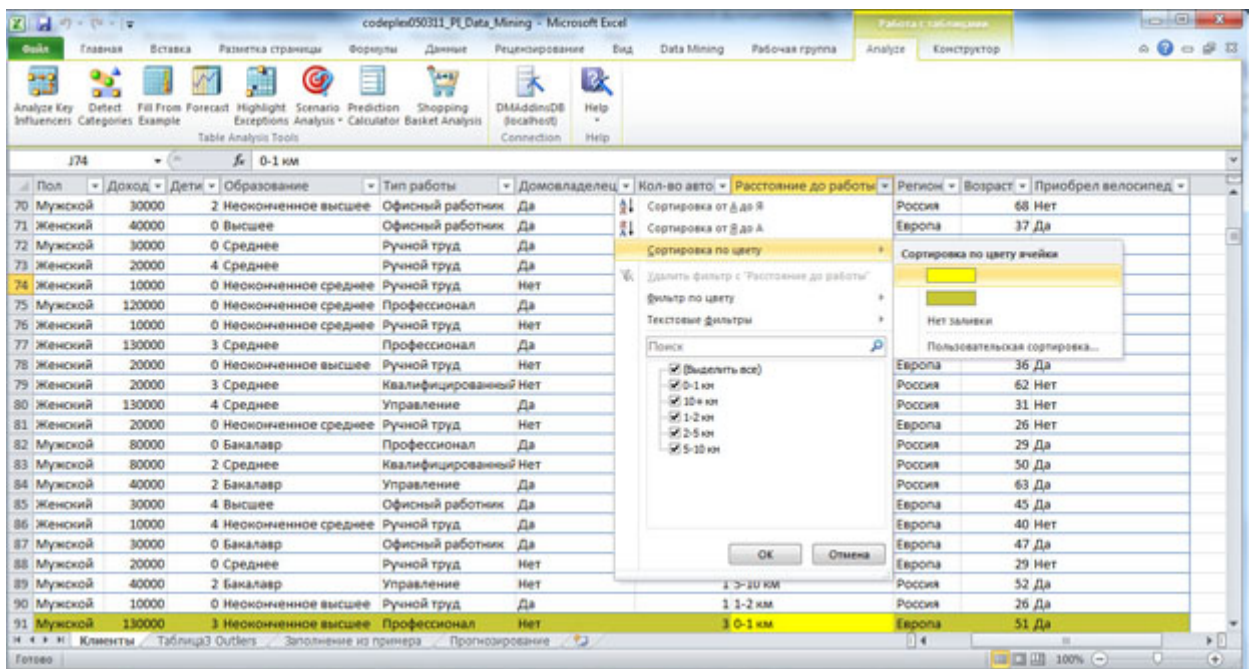 codeplex050311_PI_Data_Mining - Microsoft Excel
Работа с таблицами
Файл Главная Вставка Разметка страницы Формулы Данные Рецензирование Вид Data Mining Рабочая группа Analyze Конструктор
Analyze Key Influencers
Detect Categories
Fill From Example
Forecast
Highlight Exceptions
Scenario Analysis
Prediction Calculator
Shopping Basket Analysis
DMAddinsDB (localhost)
Help
Table Analysis Tools
Connection
Help
J74 fx 0-1 км
Пол Доход Дети Образование Тип работы Домовладелец Кол-во авто Расстояние до работы Регион Возраст Приобрел велосипед
70 Мужской 30000 2 Неоконченное высшее Офисный работник Да Россия 68 Нет
71 Женский 40000 0 Высшее Офисный работник Да Европа 37 Да
72 Мужской 30000 0 Среднее Ручной труд Да
73 Женский 20000 4 Среднее Ручной труд Да
74 Женский 10000 0 Неоконченное среднее Ручной труд Нет
75 Мужской 120000 0 Неоконченное среднее Профессионал Да
76 Женский 10000 0 Неоконченное среднее Ручной труд Нет
77 Женский 130000 3 Среднее Профессионал Да
78 Женский 20000 0 Неоконченное высшее Ручной труд Нет Европа 36 Да
79 Женский 20000 3 Среднее Квалифицированный Нет Россия 62 Нет
80 Женский 130000 4 Среднее Управление Да Россия 31 Нет
81 Женский 20000 0 Неоконченное среднее Ручной труд Нет Европа 26 Нет
82 Мужской 80000 0 Бакалавр Профессионал Да Россия 29 Да
83 Мужской 80000 2 Среднее Квалифицированный Нет Россия 50 Да
84 Мужской 40000 2 Бакалавр Управление Да Россия 63 Да
85 Женский 30000 4 Высшее Офисный работник Да Европа 45 Да
86 Женский 10000 4 Неоконченное среднее Ручной труд Да Европа 40 Нет
87 Мужской 30000 0 Бакалавр Офисный работник Да Европа 47 Да
88 Мужской 20000 0 Среднее Ручной труд Нет Европа 29 Нет
89 Мужской 40000 2 Бакалавр Управление Нет 1 5-10 км Россия 52 Да
90 Мужской 10000 0 Неоконченное высшее Ручной труд Да 1 1-2 км Россия 26 Да
91 Мужской 130000 3 Неоконченное высшее Профессионал Нет 3 0-1 км Европа 51 Да
Сортировка от А до Я
Сортировка от Я до А
Сортировка по цвету
Удалить фильтр с "Расстояние до работы"
Фильтр по цвету
Текстовые фильтры
Поиск
(Выделить все)
0-1 км
10+ км
1-2 км
2-5 км
5-10 км
ОК Отмена
Сортировка по цвету ячейки
Нет заливки
Пользовательская сортировка...
Клиенты Таблица3 Outliers Заполнение из примера Прогнозирование
Готово 100%